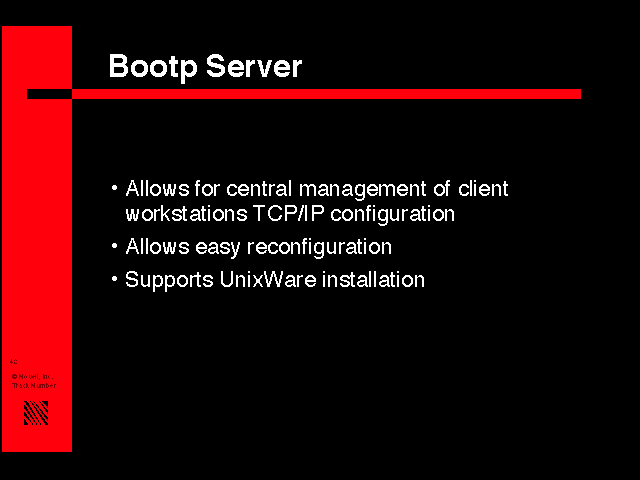 Bootp Server
• Allows for central management of client
workstations TCP/IP configuration
• Allows easy reconfiguration
• Supports UnixWare installation
© Novell, Inc.
Track Number